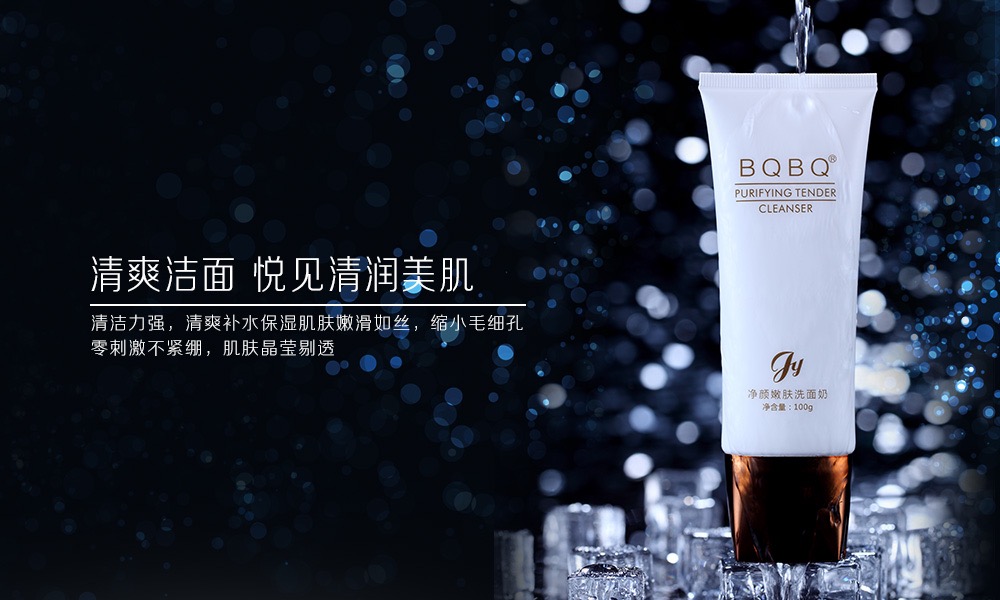 清爽洁面 悦见清润美肌
清洁力强，清爽补水保湿肌肤嫩滑如丝，缩小毛细孔
零刺激不紧绷，肌肤晶莹剔透
BQBQ®
PURIFYING TENDER
CLEANSER
Jy
净颜嫩肤洗面奶
净含量：100g